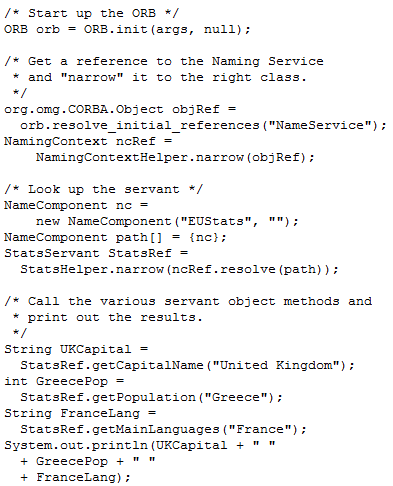 /* Start up the ORB */
ORB orb = ORB.init(args, null);

/* Get a reference to the Naming Service
 * and "narrow" it to the right class.
 */
org.omg.CORBA.Object objRef =
  orb.resolve_initial_references("NameService");
NamingContext ncRef =
    NamingContextHelper.narrow(objRef);

/* Look up the servant */
NameComponent nc =
    new NameComponent("EUStats", "");
NameComponent path[] = {nc};
StatsServant StatsRef =
  StatsHelper.narrow(ncRef.resolve(path));

/* Call the various servant object methods and
 * print out the results.
 */
String UKCapital =
  StatsRef.getCapitalName("United Kingdom");
int GreecePop =
  StatsRef.getPopulation("Greece");
String FranceLang =
  StatsRef.getMainLanguages("France");
System.out.println(UKCapital + " "
  + GreecePop + " "
  + FranceLang);